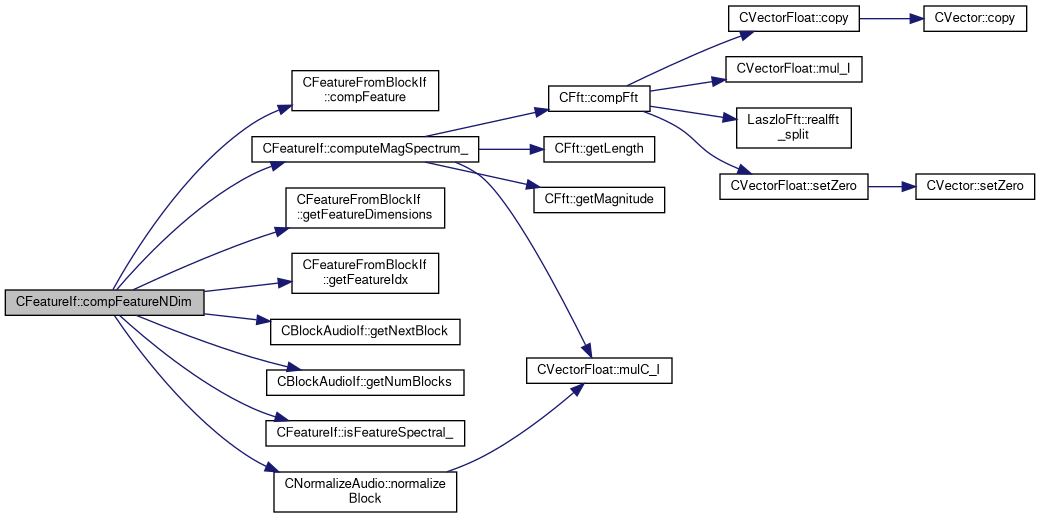 CFeatureIf::compFeatureNDim
CFeatureFromBlockIf
::compFeature
CFeatureIf::computeMagSpectrum_
CFeatureFromBlockIf
::getFeatureDimensions
CFeatureFromBlockIf
::getFeatureIdx
CBlockAudioIf::getNextBlock
CBlockAudioIf::getNumBlocks
CFeatureIf::isFeatureSpectral_
CNormalizeAudio::normalize
Block
CFft::compFft
CFft::getLength
CFft::getMagnitude
CVectorFloat::mulC_I
CVectorFloat::copy
CVectorFloat::mul_I
LaszloFft::realfft
_split
CVectorFloat::setZero
CVector::copy
CVector::setZero